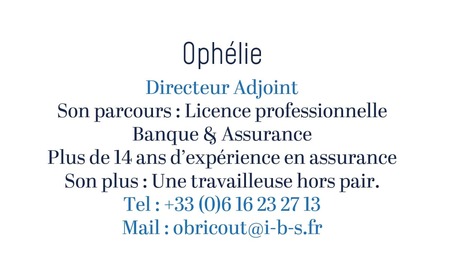 Ophélie
Directeur Adjoint
Son parcours : Licence professionnelle
Banque & Assurance
Plus de 14 ans d’expérience en assurance
Son plus : Une travailleuse hors pair.
Tel : +33 (0)6 16 23 27 13
Mail : obricout@i-b-s.fr